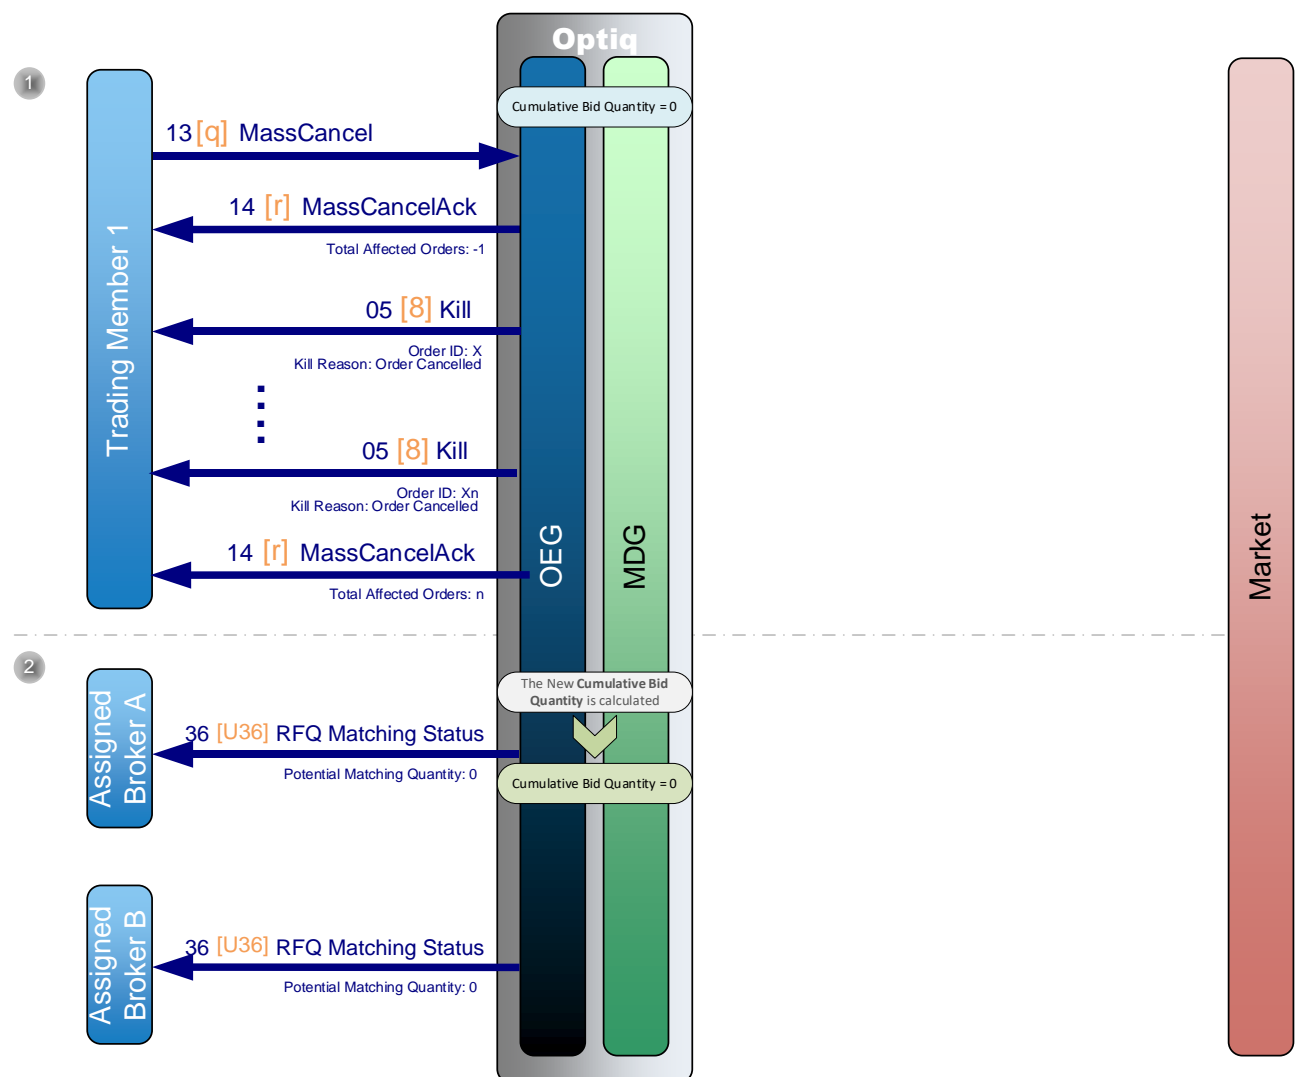 Optiq
1
Cumulative Bid Quantity = 0
13 [q] MassCancel
14 [r] MassCancelAck
Total Affected Orders: -1
05 [8] Kill
Order ID: X
Kill Reason: Order Cancelled
05 [8] Kill
Order ID: Xn
Kill Reason: Order Cancelled
14 [r] MassCancelAck
Total Affected Orders: n
Trading Member 1
OEG
MDG
Market
2
The New Cumulative Bid
Quantity is calculated
Assigned
Broker A
36 [U36] RFQ Matching Status
Potential Matching Quantity: 0
Cumulative Bid Quantity = 0
Assigned
Broker B
36 [U36] RFQ Matching Status
Potential Matching Quantity: 0